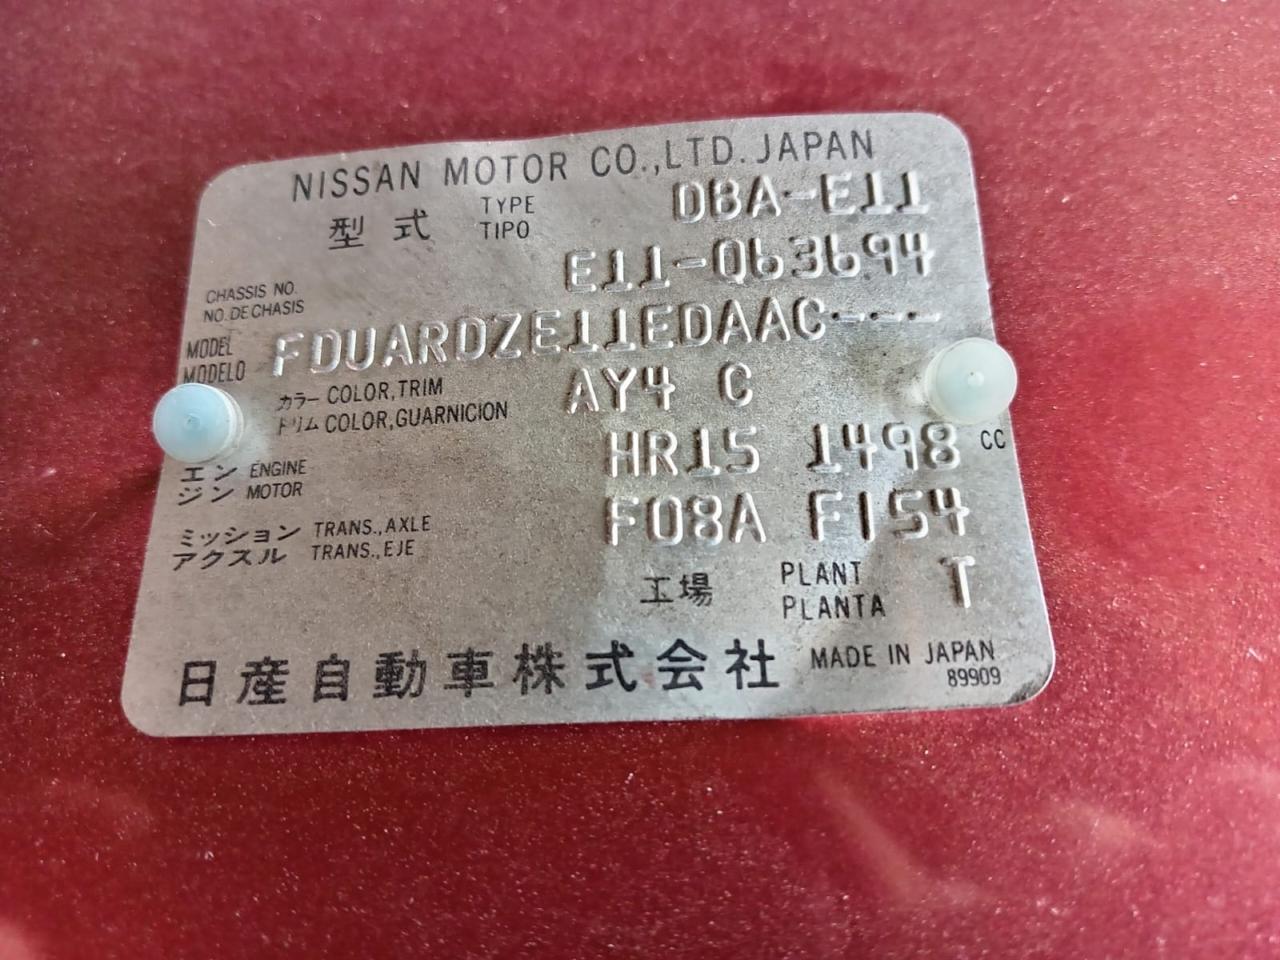 NISSAN MOTOR CO.,LTD. JAPAN
型式 TYPE TIPO DBA-E11
CHASSIS NO. NO. DE CHASIS E11-063694
MODEL MODELO FDUARDZE11EDAAC---
カラー COLOR,TRIM AY4 C
トリム COLOR,GUARNICION
エン ENGINE HR15 1498 CC
ジン MOTOR
ミッション TRANS.,AXLE F08A F154
アクスル TRANS.,EJE
工場 PLANT PLANTA T
日産自動車株式会社 MADE IN JAPAN
89909